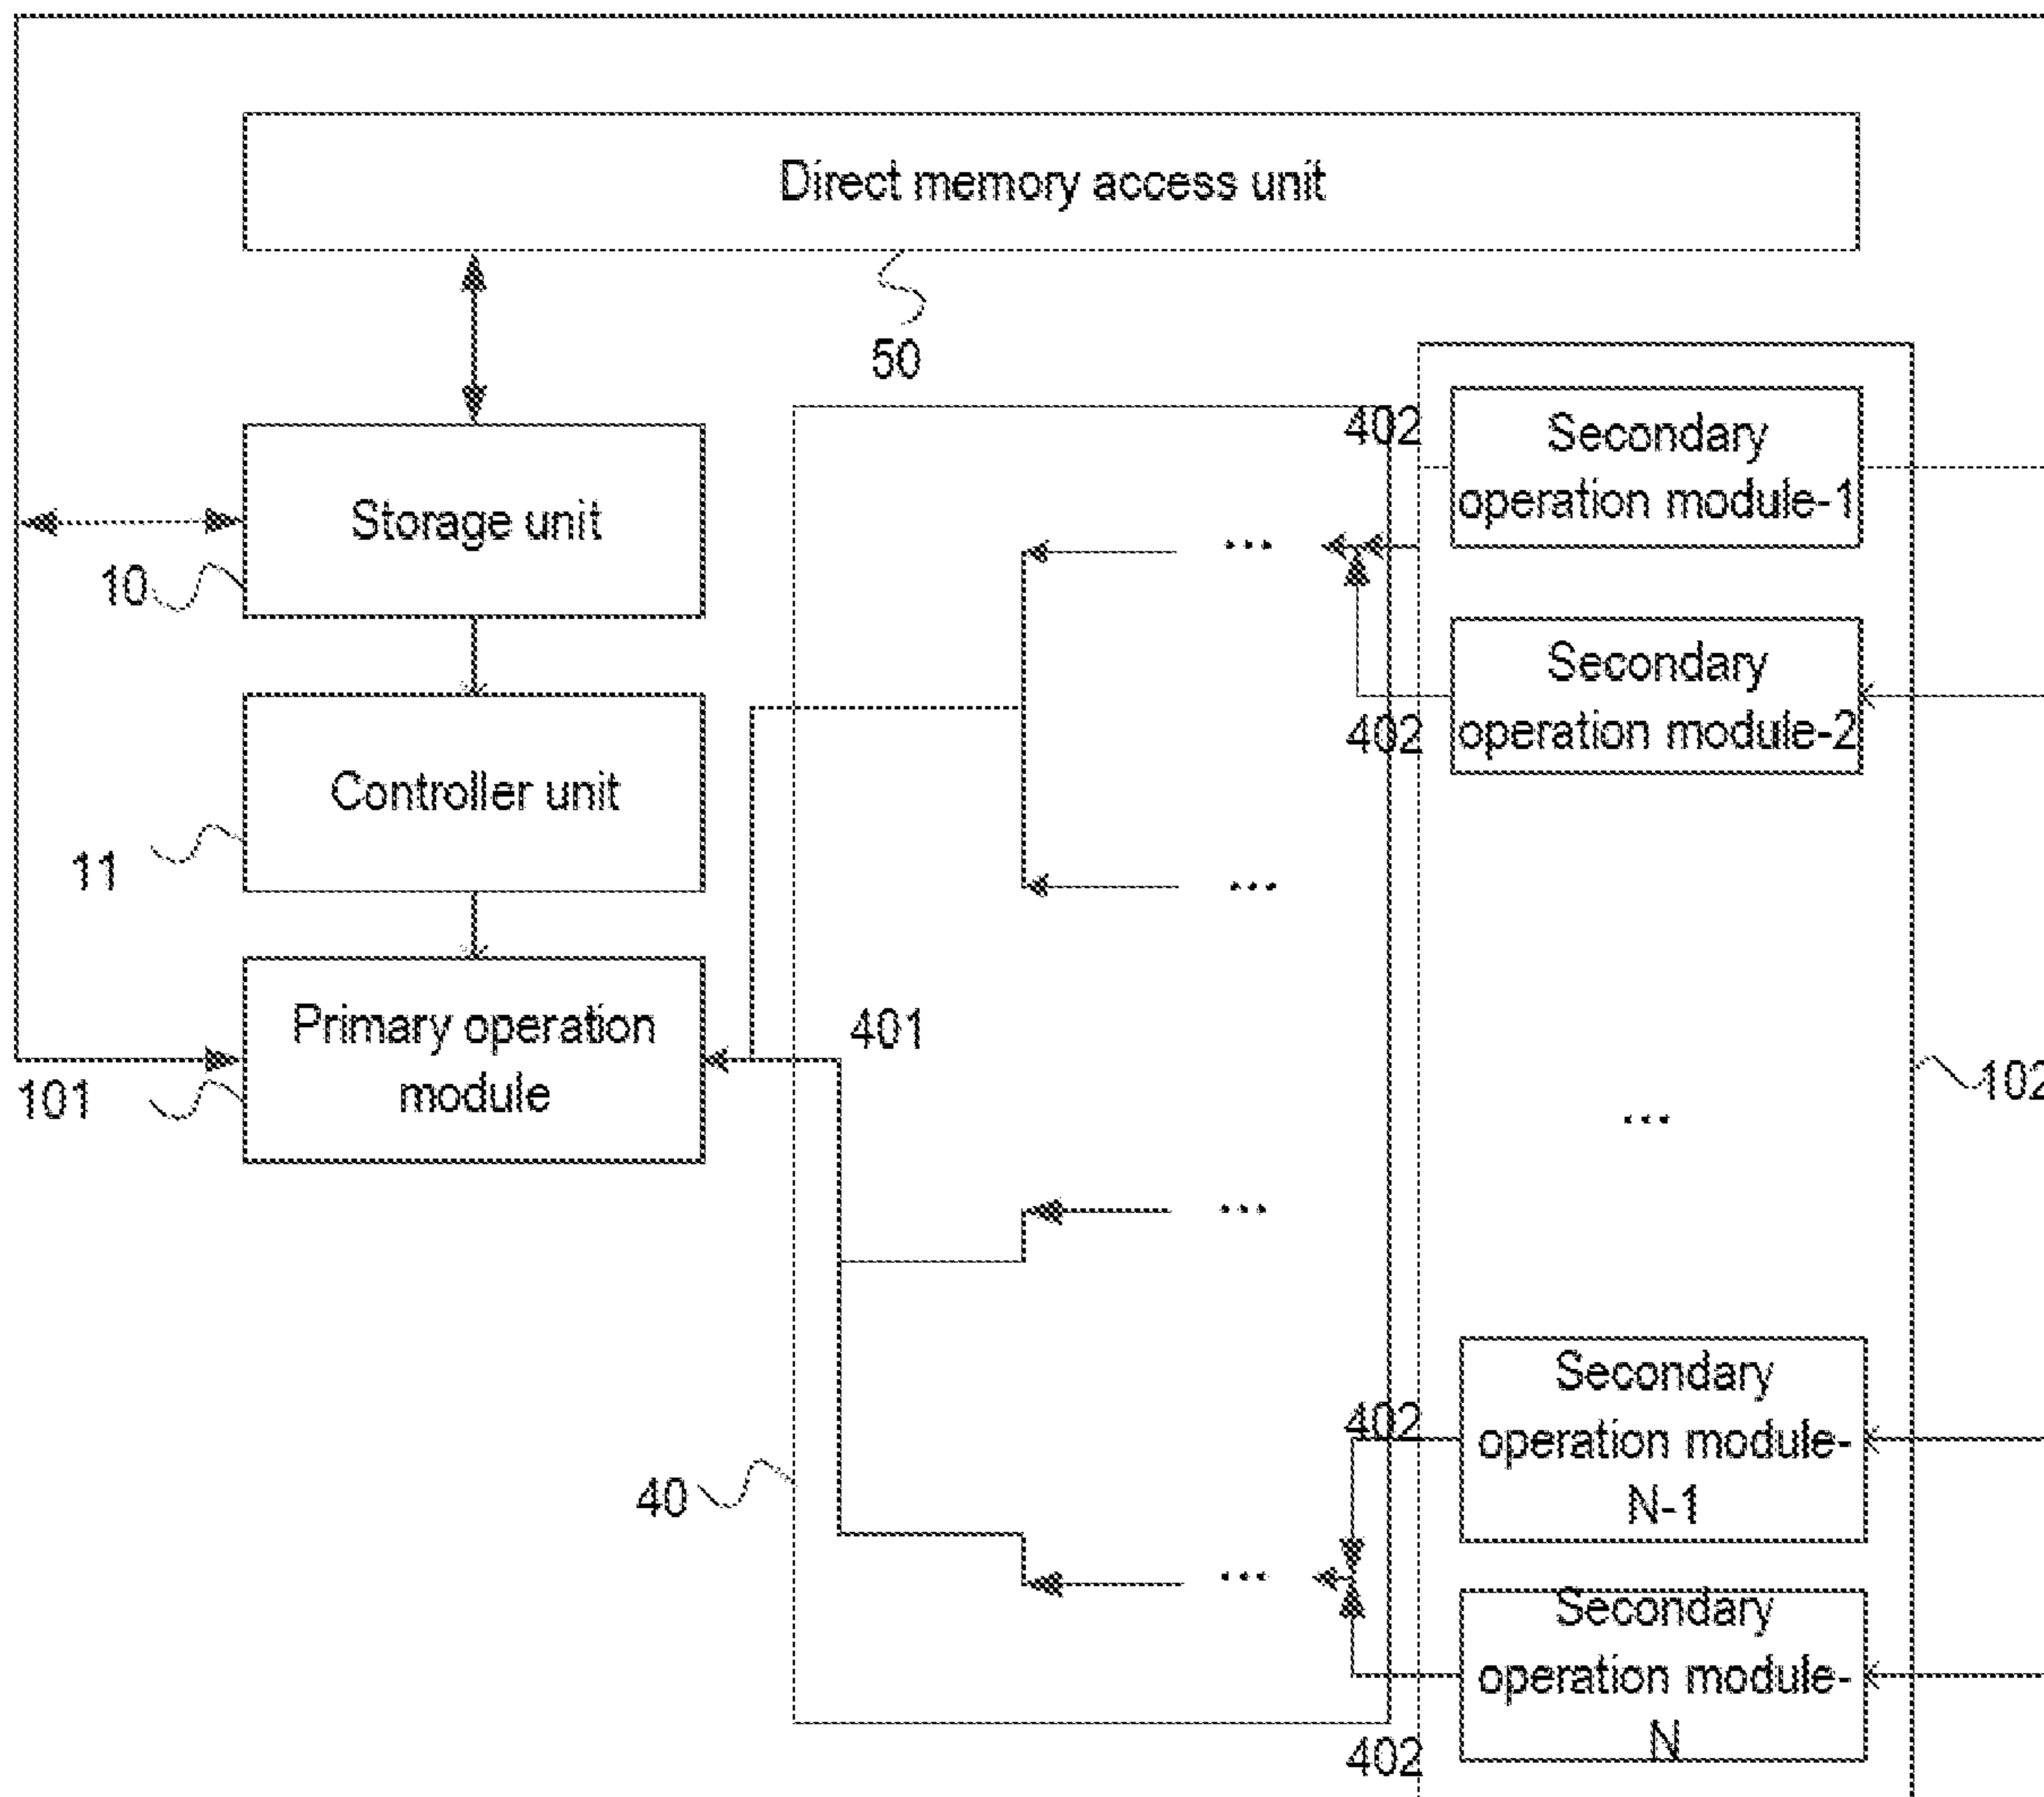 Direct memory access unit
50
402
Secondary
operation module-1
Storage unit
10
Secondary
operation module-2
402
Controller unit
11
Primary operation
module
101
401
102
...
...
...
...
...
402
Secondary
operation module-
N-1
40
Secondary
operation module-
N
402